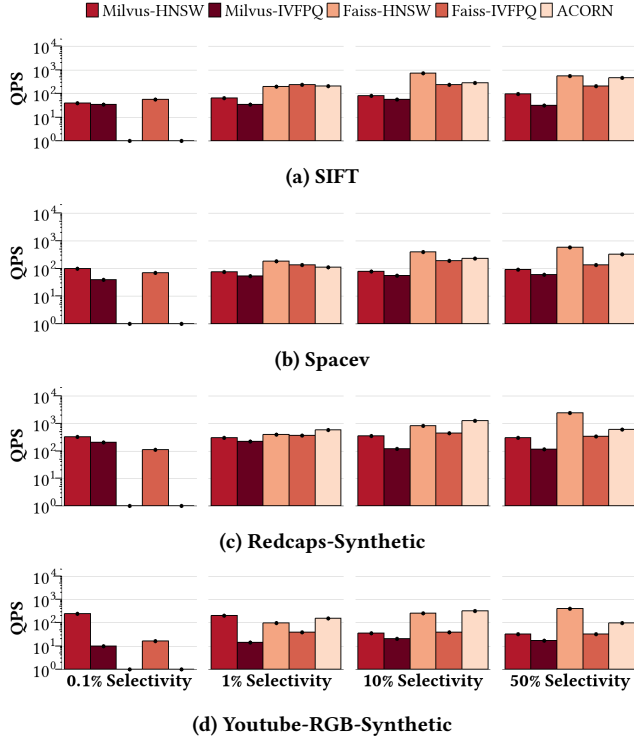 Milvus-HNSW Milvus-IVFPQ Faiss-HNSW Faiss-IVFPQ ACORN
QPS
10^4
10^3
10^2
10^1
10^0
(a) SIFT
QPS
10^4
10^3
10^2
10^1
10^0
(b) Spacev
QPS
10^4
10^3
10^2
10^1
10^0
(c) Redcaps-Synthetic
QPS
10^4
10^3
10^2
10^1
10^0
0.1% Selectivity 1% Selectivity 10% Selectivity 50% Selectivity
(d) Youtube-RGB-Synthetic